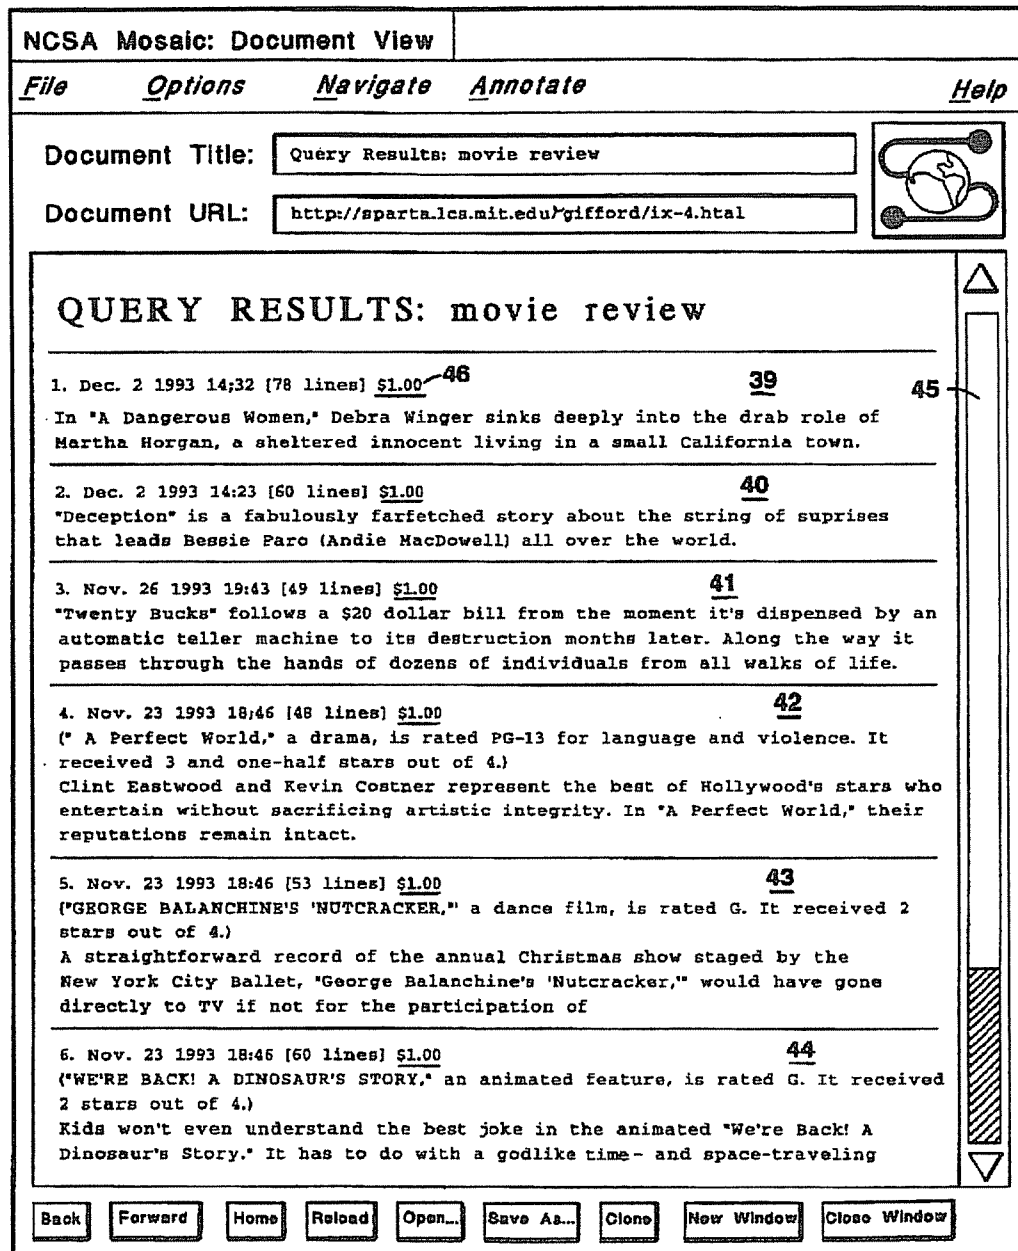 NCSA Mosaic: Document View
File Options Navigate Annotate Help
Document Title: Query Results: movie review
Document URL: http://sparta.lcs.mit.edu/~gifford/ix-4.htal
QUERY RESULTS: movie review
1. Dec. 2 1993 14;32 [78 lines] $1.00 46 39 45
In "A Dangerous Women," Debra Winger sinks deeply into the drab role of
Martha Horgan, a sheltered innocent living in a small California town.
2. Dec. 2 1993 14:23 [60 lines] $1.00 40
"Deception" is a fabulously farfetched story about the string of suprises
that leads Bessie Faro (Andie MacDowell) all over the world.
3. Nov. 26 1993 19:43 [49 lines] $1.00 41
"Twenty Bucks" follows a $20 dollar bill from the moment it's dispensed by an
automatic teller machine to its destruction months later. Along the way it
passes through the hands of dozens of individuals from all walks of life.
4. Nov. 23 1993 18;46 [48 lines] $1.00 42
(" A Perfect World," a drama, is rated PG-13 for language and violence. It
received 3 and one-half stars out of 4.)
Clint Eastwood and Kevin Costner represent the best of Hollywood's stars who
entertain without sacrificing artistic integrity. In "A Perfect World," their
reputations remain intact.
5. Nov. 23 1993 18:46 [53 lines] $1.00 43
("GEORGE BALANCHINE'S 'NUTCRACKER,'" a dance film, is rated G. It received 2
stars out of 4.)
A straightforward record of the annual Christmas show staged by the
New York City Ballet, "George Balanchine's 'Nutcracker,'" would have gone
directly to TV if not for the participation of
6. Nov. 23 1993 18:46 [60 lines] $1.00 44
("WE'RE BACK! A DINOSAUR'S STORY," an animated feature, is rated G. It received
2 stars out of 4.)
Kids won't even understand the best joke in the animated "We're Back! A
Dinosaur's Story." It has to do with a godlike time- and space-traveling
Back Forward Home Reload Open... Save As... Clone New Window Close Window